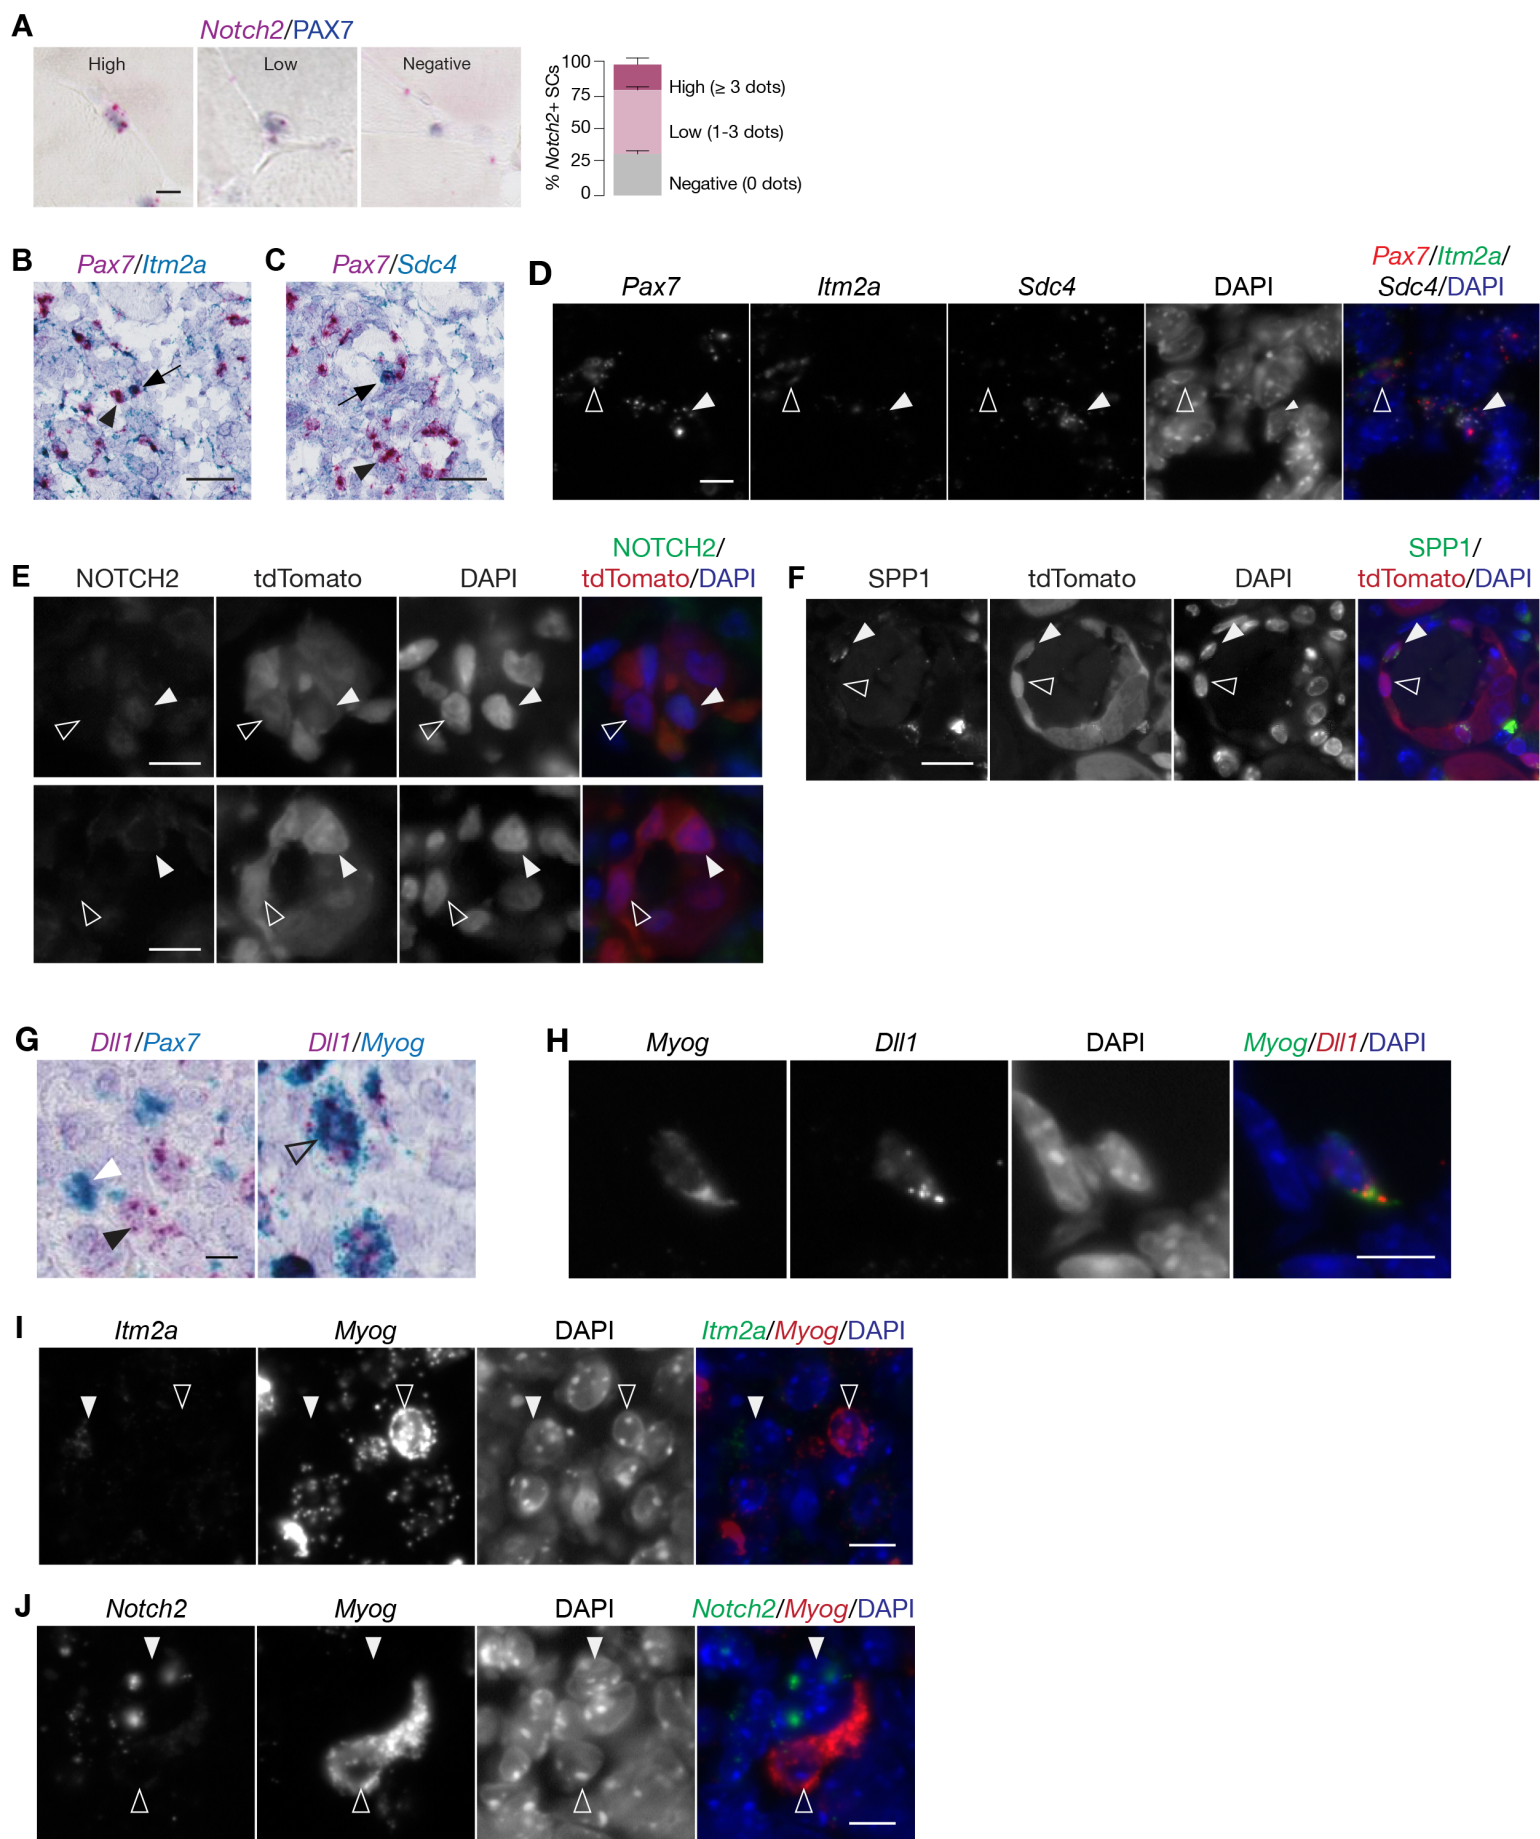 A
Notch2/PAX7
High
Low
Negative
% Notch2+ SCs
100
75
50
25
0
High (≥ 3 dots)
Low (1-3 dots)
Negative (0 dots)
B
Pax7/Itm2a
C
Pax7/Sdc4
D
Pax7
Itm2a
Sdc4
DAPI
Pax7/Itm2a/
Sdc4/DAPI
E
NOTCH2
tdTomato
DAPI
NOTCH2/
tdTomato/DAPI
F
SPP1
tdTomato
DAPI
SPP1/
tdTomato/DAPI
G
Dll1/Pax7
Dll1/Myog
H
Myog
Dll1
DAPI
Myog/Dll1/DAPI
I
Itm2a
Myog
DAPI
Itm2a/Myog/DAPI
J
Notch2
Myog
DAPI
Notch2/Myog/DAPI